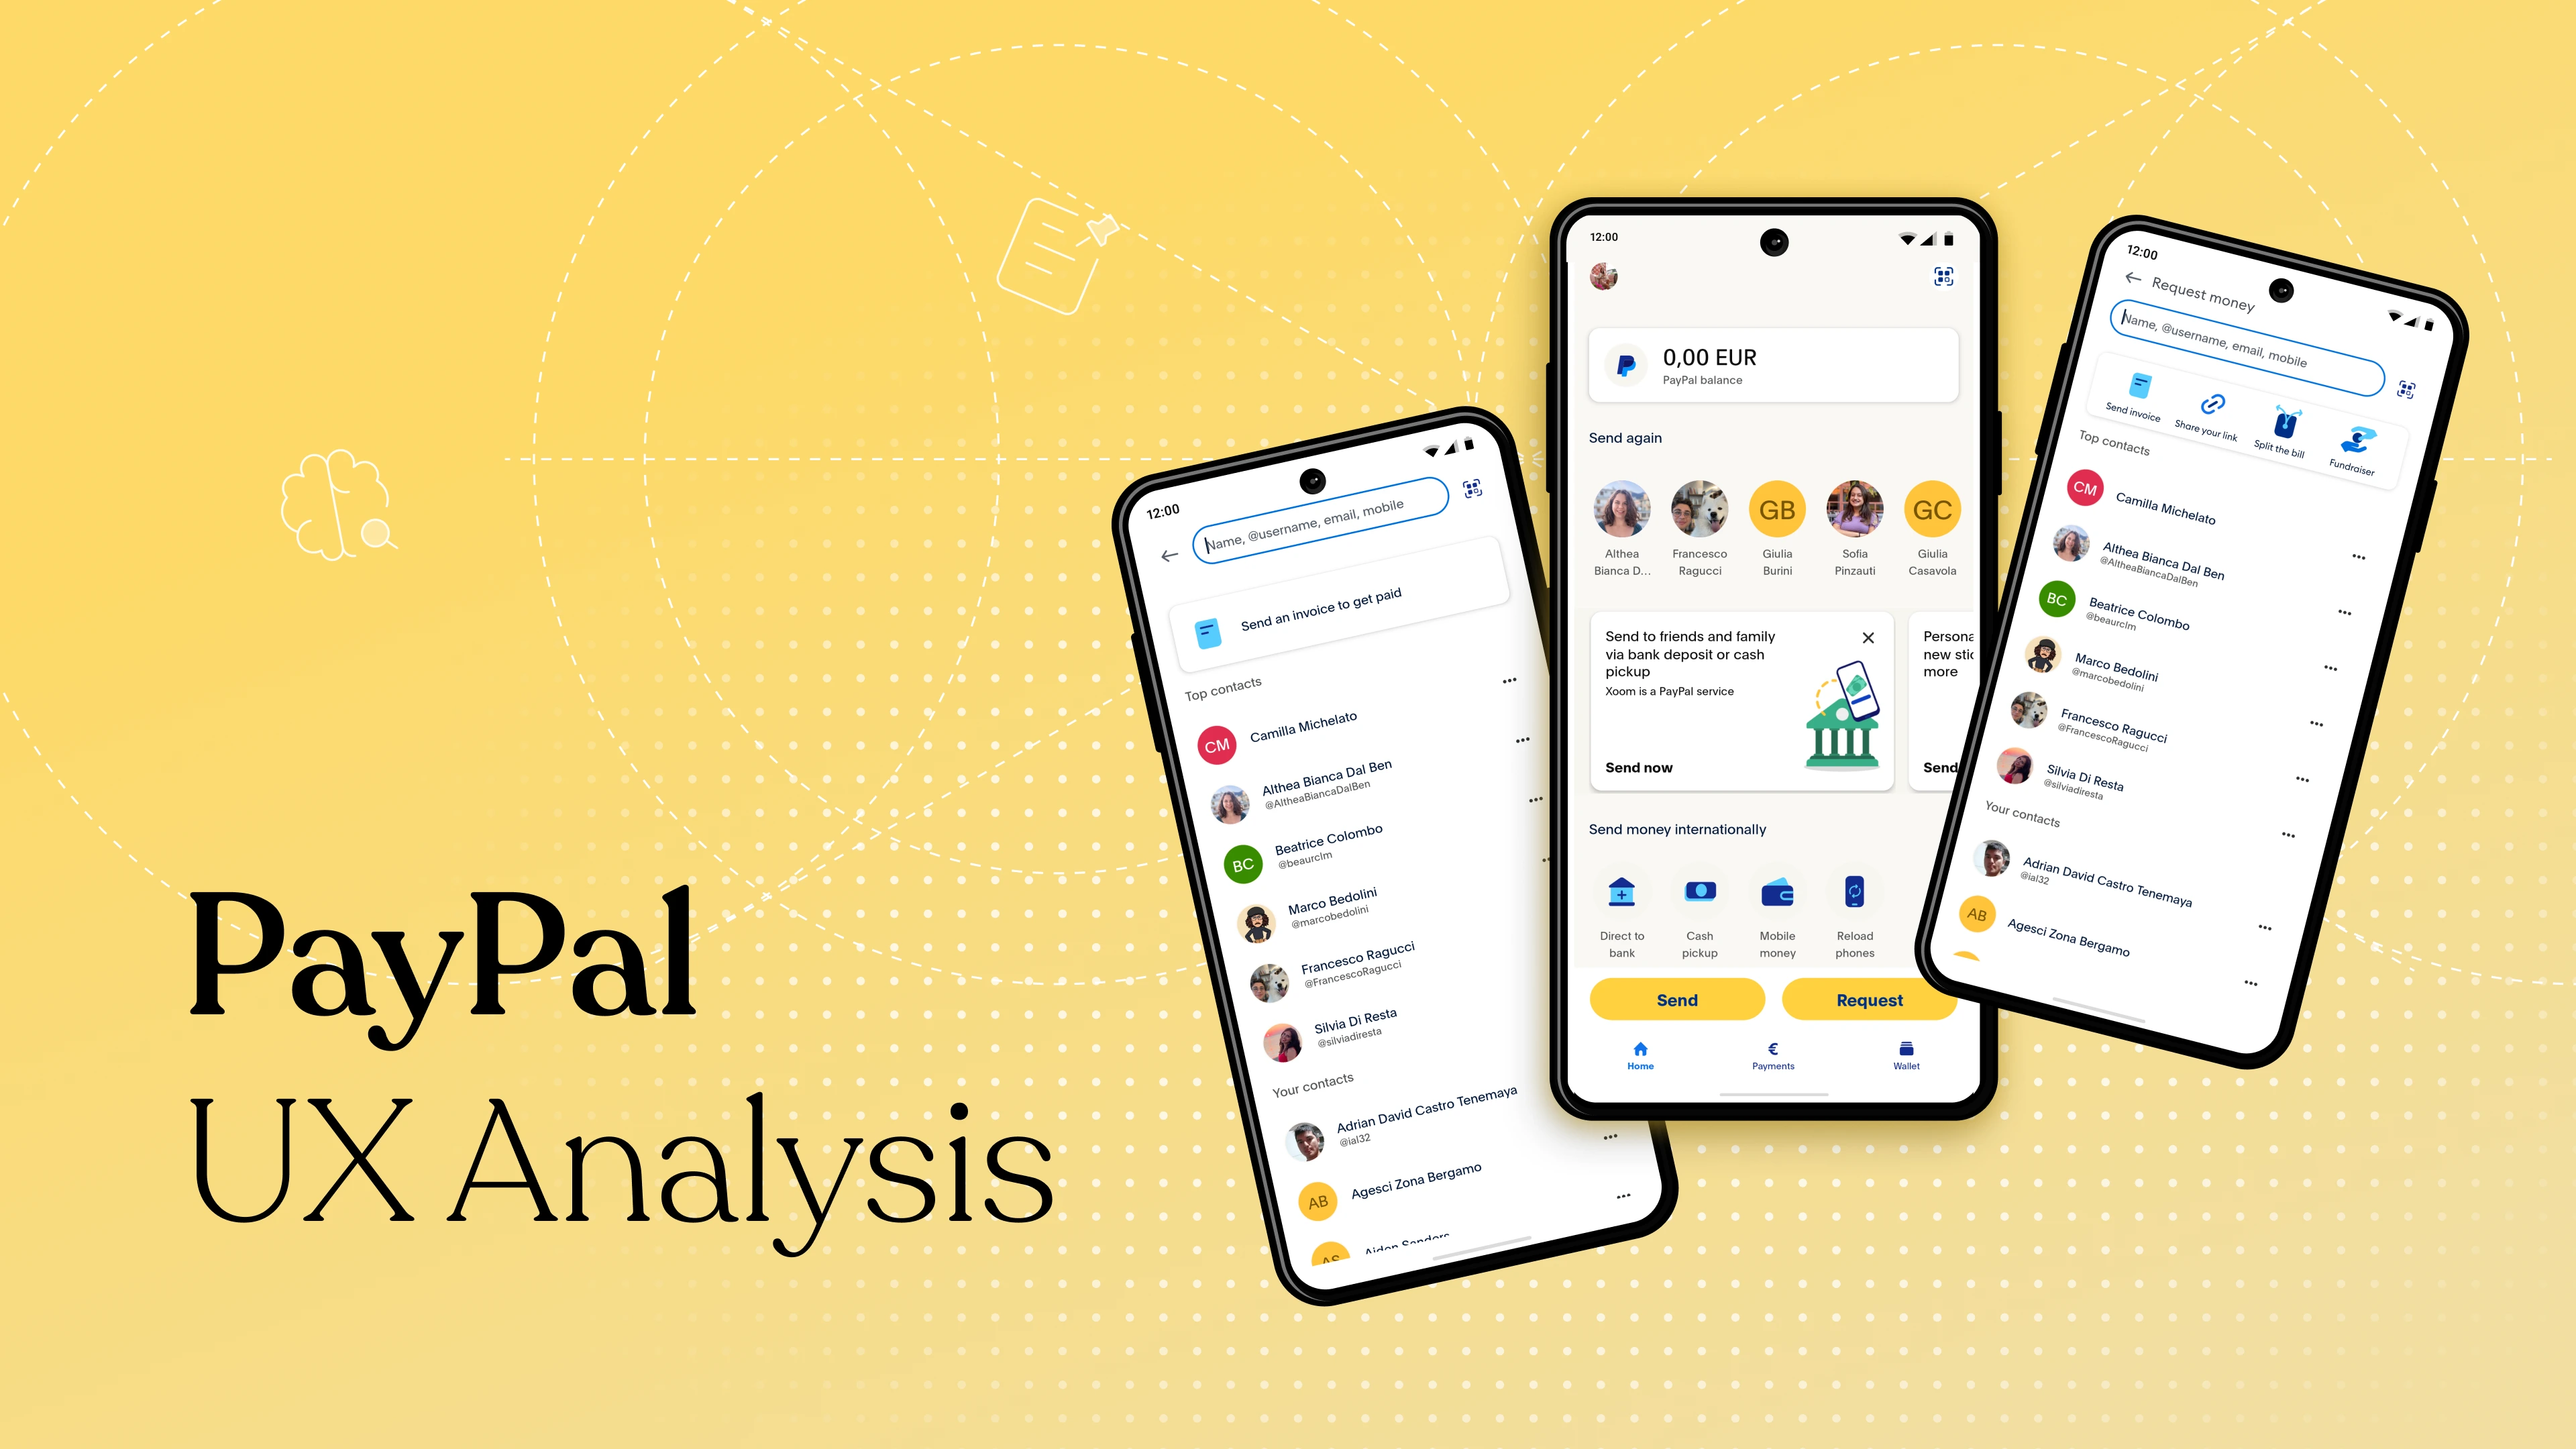 PayPal
UX Analysis
12:00
Name, @username, email, mobile
Send an invoice to get paid
Top contacts
CM
Camilla Michelato
Althea Bianca Dal Ben
@AltheaBiancaDalBen
BC
Beatrice Colombo
@beaurclm
Marco Bedolini
@marcobedolini
Francesco Ragucci
@FrancescoRagucci
Silvia Di Resta
@silviadiresta
Your contacts
Adrian David Castro Tenemaya
@ial32
AB
Agesci Zona Bergamo
AS
Aiden Sanders
12:00
0,00 EUR
PayPal balance
Send again
GB
GC
Althea
Bianca D...
Francesco
Ragucci
Giulia
Burini
Sofia
Pinzauti
Giulia
Casavola
Send to friends and family
via bank deposit or cash
pickup
Xoom is a PayPal service
Send now
Persona
new stic
more
Send
Send money internationally
Direct to
bank
Cash
pickup
Mobile
money
Reload
phones
Send
Request
Home
€
Payments
Wallet
12:00
Request money
Name, @username, email, mobile
Send invoice
Share your link
Split the bill
Fundraiser
Top contacts
CM
Camilla Michelato
Althea Bianca Dal Ben
@AltheaBiancaDalBen
BC
Beatrice Colombo
@beaurclm
Marco Bedolini
@marcobedolini
Francesco Ragucci
@FrancescoRagucci
Silvia Di Resta
@silviadiresta
Your contacts
Adrian David Castro Tenemaya
@ial32
AB
Agesci Zona Bergamo